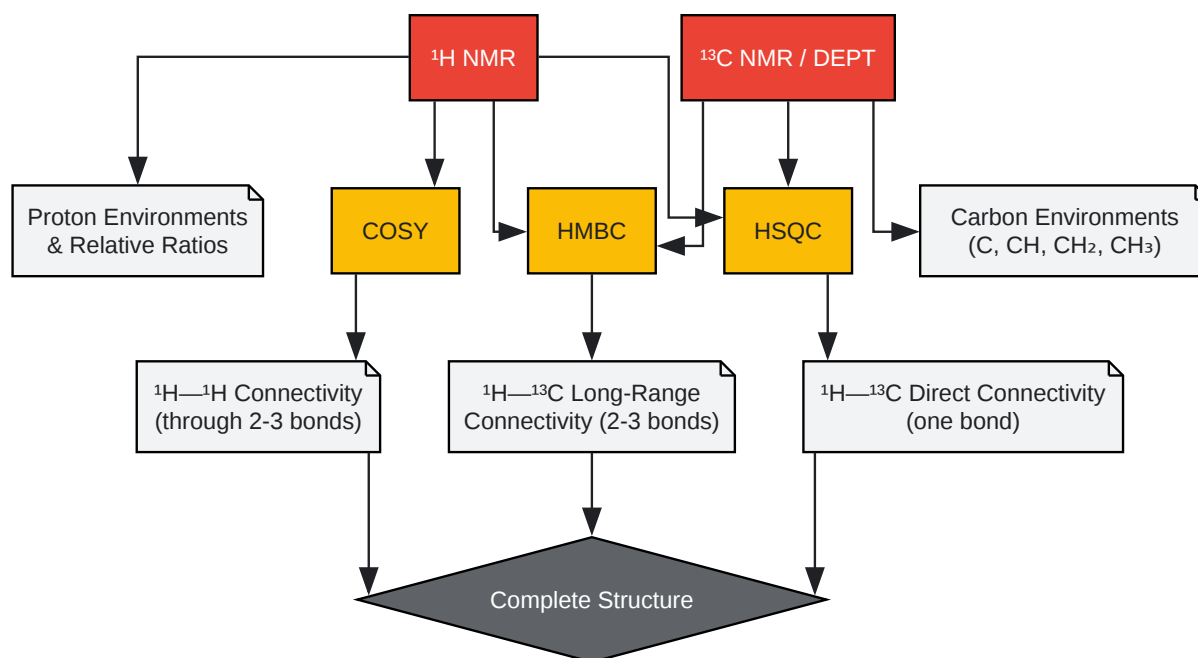 ¹H NMR
¹³C NMR / DEPT
Proton Environments
& Relative Ratios
COSY
HMBC
HSQC
Carbon Environments
(C, CH, CH₂, CH₃)
¹H—¹H Connectivity
(through 2-3 bonds)
¹H—¹³C Long-Range
Connectivity (2-3 bonds)
¹H—¹³C Direct Connectivity
(one bond)
Complete Structure